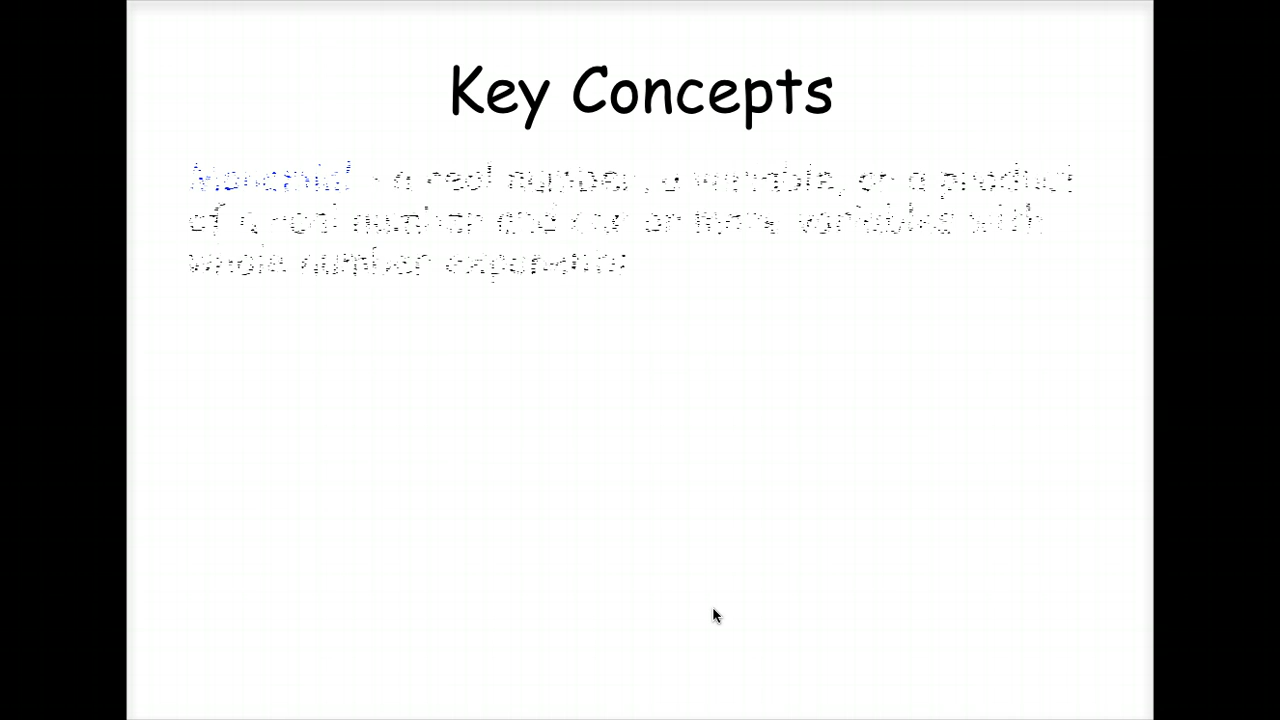 Key Concepts
Monomial - a real number, a variable, or a product
of a real number and one or more variables with
whole number exponents